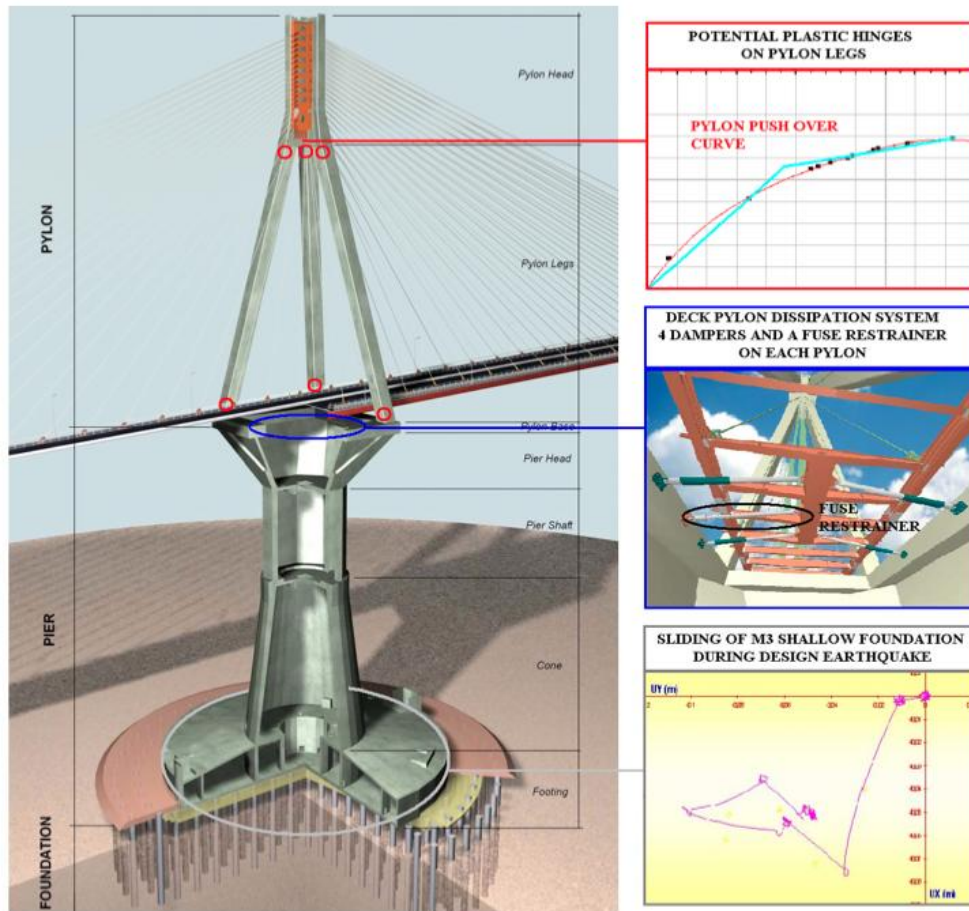 PYLON
PIER
FOUNDATION
Pylon Head
Pylon Legs
Pylon Base
Pier Head
Pier Shaft
Cone
Footing
POTENTIAL PLASTIC HINGES
ON PYLON LEGS
PYLON PUSH OVER
CURVE
DECK PYLON DISSIPATION SYSTEM
4 DAMPERS AND A FUSE RESTRAINER
ON EACH PYLON
FUSE
RESTRAINER
SLIDING OF M3 SHALLOW FOUNDATION
DURING DESIGN EARTHQUAKE
UY (m)
UX (m)